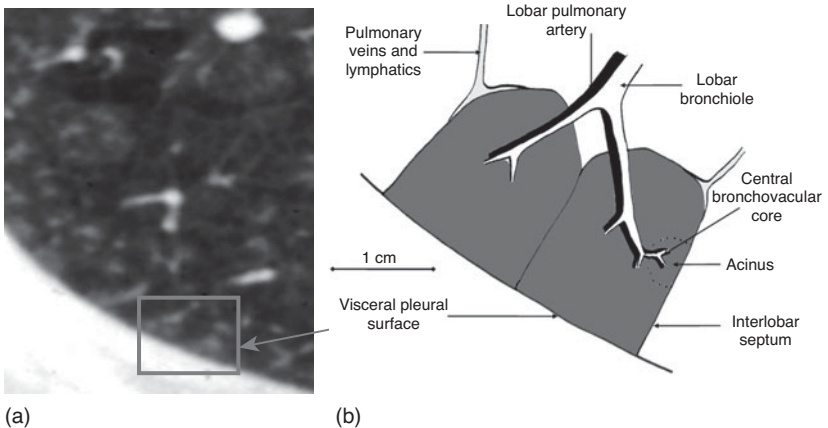 Pulmonary
veins and
lymphatics
Lobar pulmonary
artery
Lobar
bronchiole
Central
bronchovacular
core
1 cm
Acinus
Visceral pleural
surface
Interlobar
septum
(a)
(b)